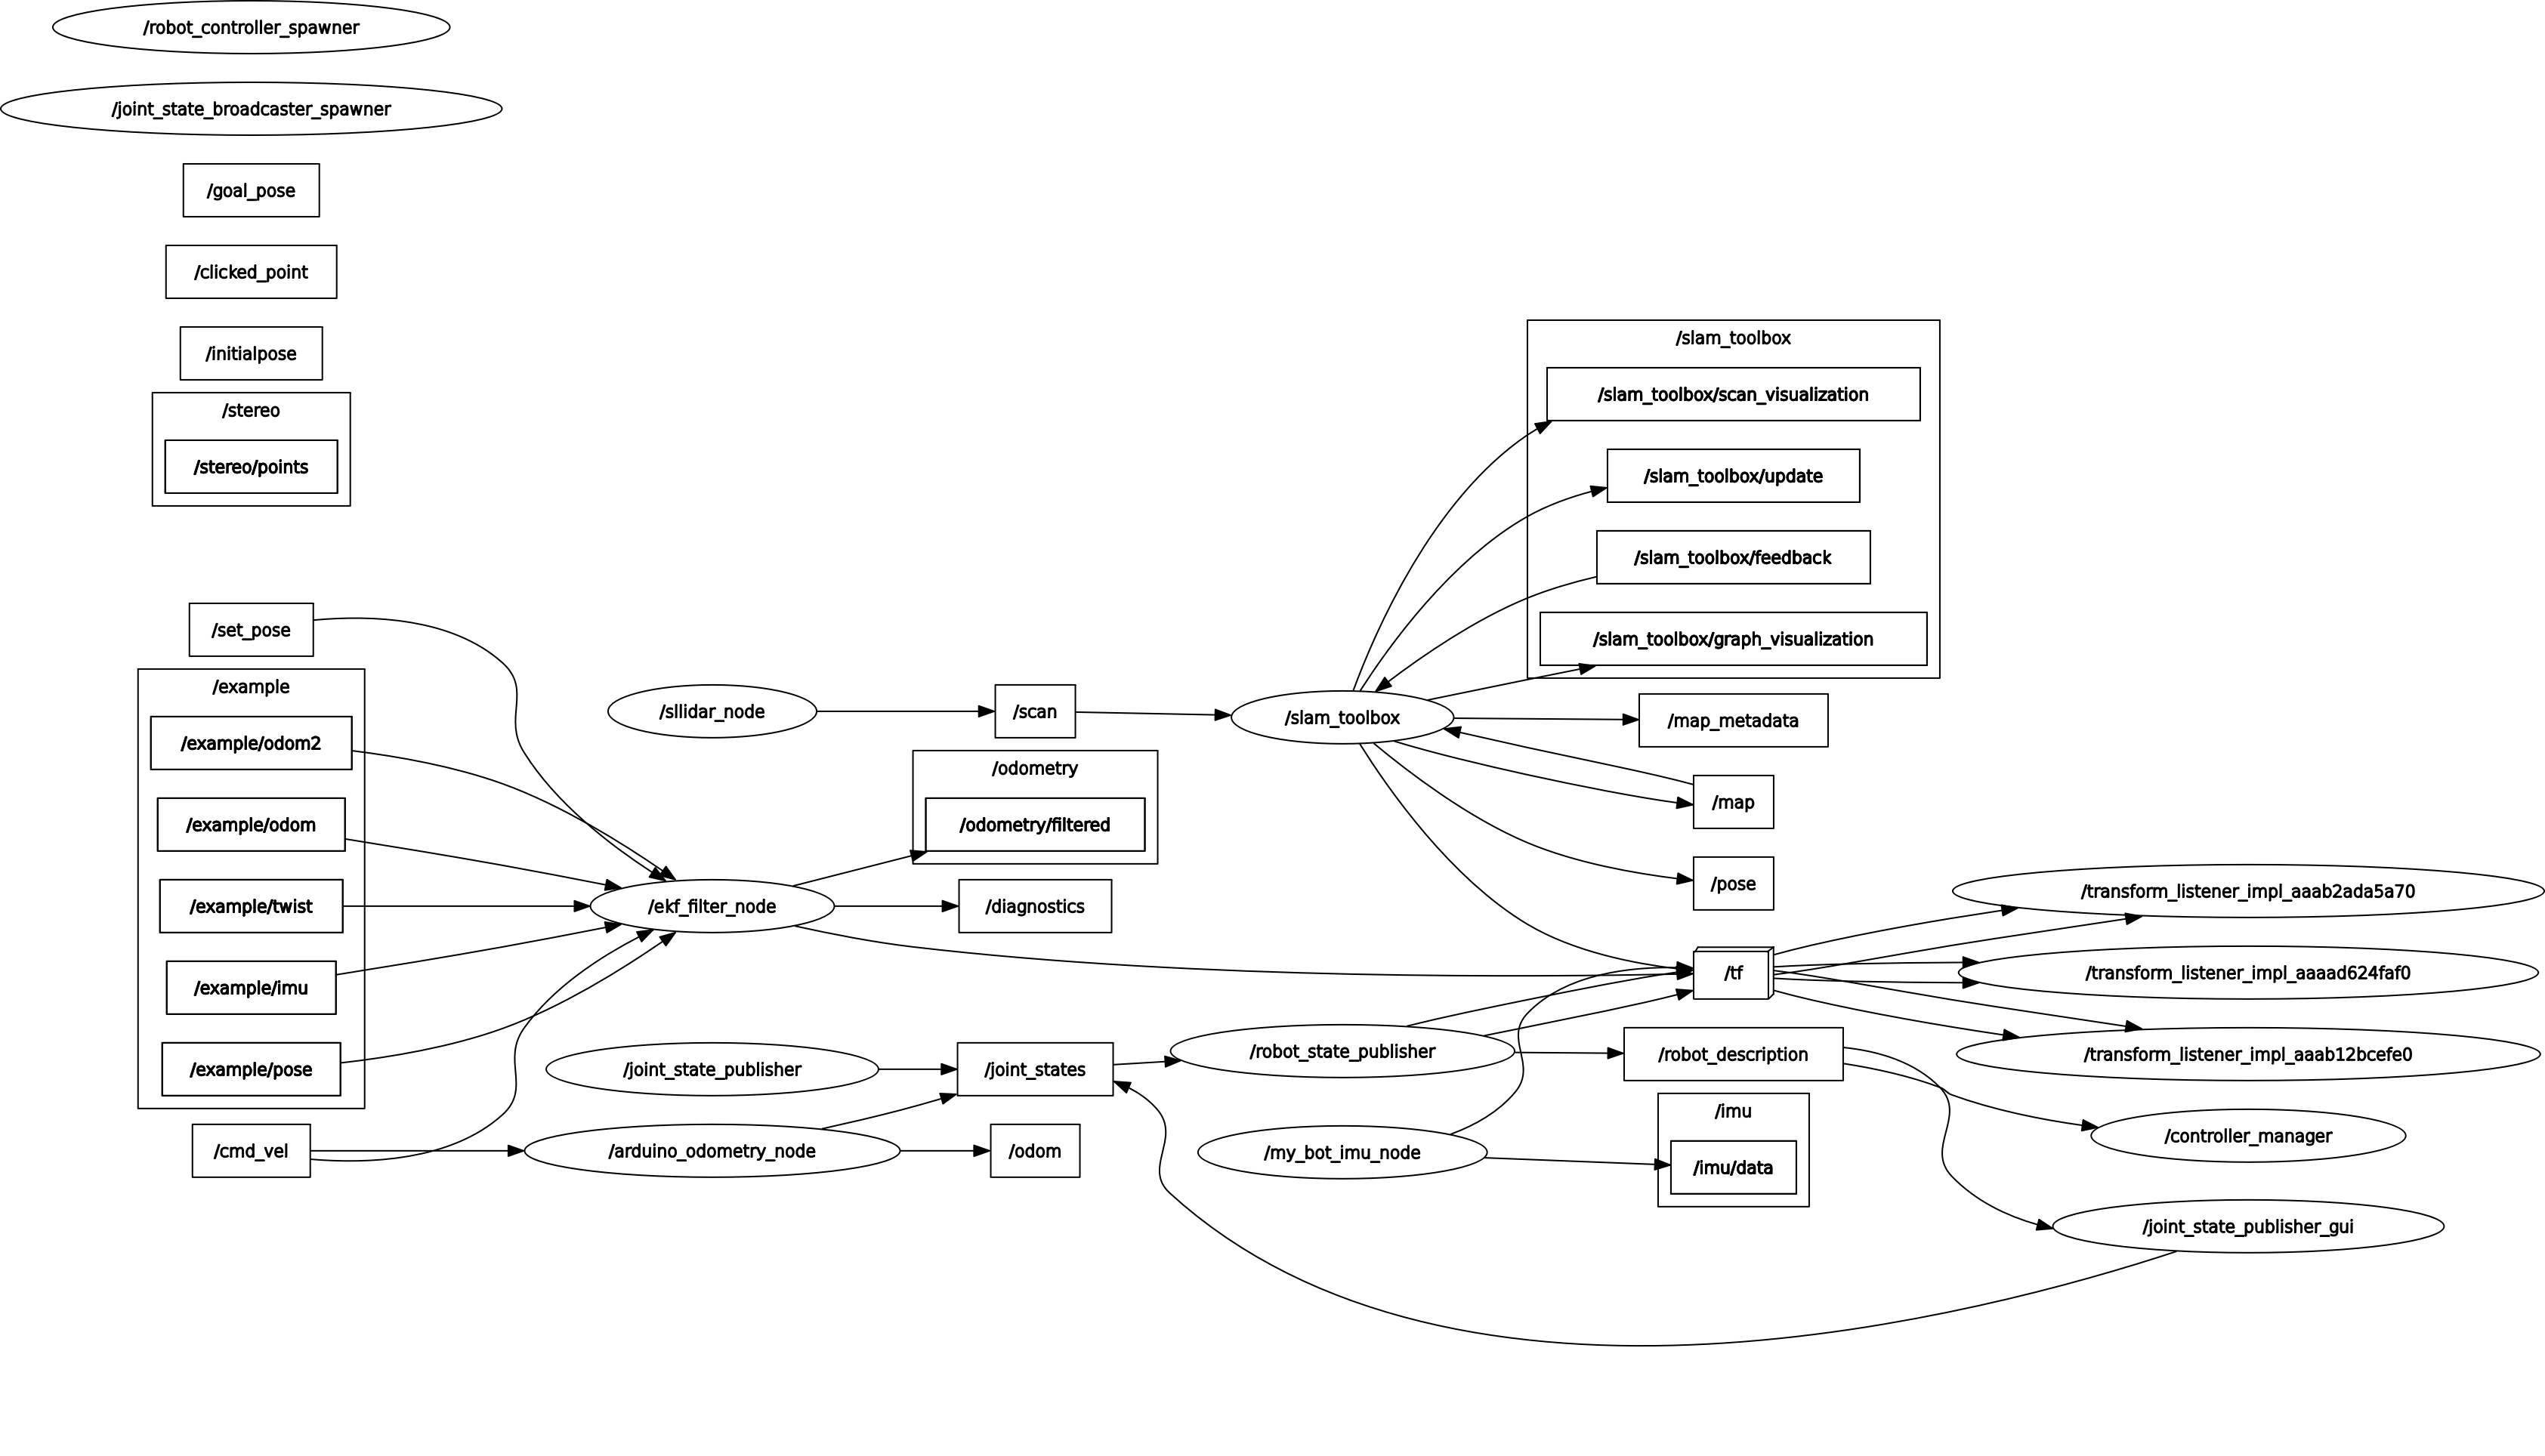 /robot_controller_spawner
/joint_state_broadcaster_spawner
/goal_pose
/clicked_point
/initialpose
/stereo
/stereo/points
/set_pose
/example
/example/odom2
/example/odom
/example/twist
/example/imu
/example/pose
/cmd_vel
/sllidar_node
/ekf_filter_node
/joint_state_publisher
/arduino_odometry_node
/scan
/odometry
/odometry/filtered
/diagnostics
/joint_states
/odom
/slam_toolbox
/robot_state_publisher
/my_bot_imu_node
/slam_toolbox
/slam_toolbox/scan_visualization
/slam_toolbox/update
/slam_toolbox/feedback
/slam_toolbox/graph_visualization
/map_metadata
/map
/pose
/tf
/robot_description
/imu
/imu/data
/transform_listener_impl_aaab2ada5a70
/transform_listener_impl_aaaad624faf0
/transform_listener_impl_aaab12bcefe0
/controller_manager
/joint_state_publisher_gui